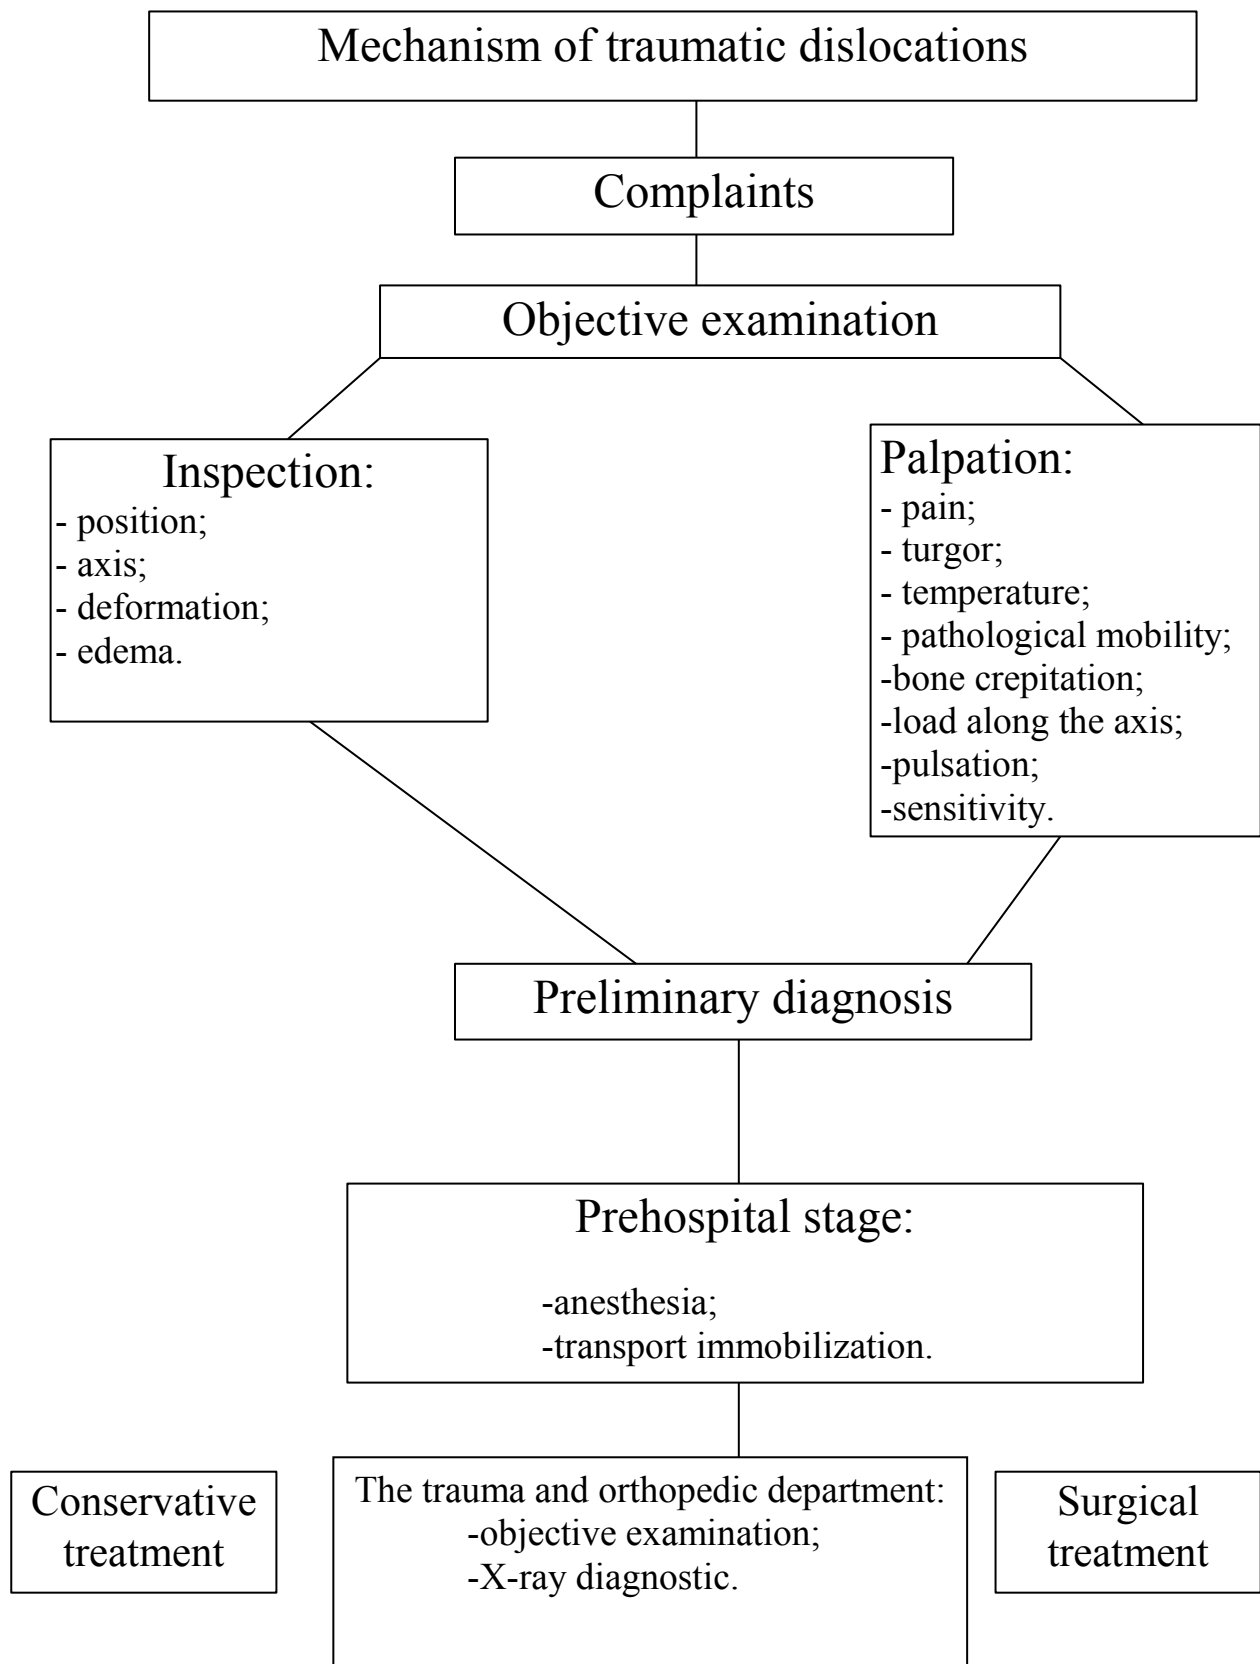 Mechanism of traumatic dislocations
Complaints
Objective examination
Inspection:
- position;
- axis;
- deformation;
- edema.
Palpation:
- pain;
- turgor;
- temperature;
- pathological mobility;
-bone crepitation;
-load along the axis;
-pulsation;
-sensitivity.
Preliminary diagnosis
Prehospital stage:
-anesthesia;
-transport immobilization.
Conservative
treatment
The trauma and orthopedic department:
-objective examination;
-X-ray diagnostic.
Surgical
treatment